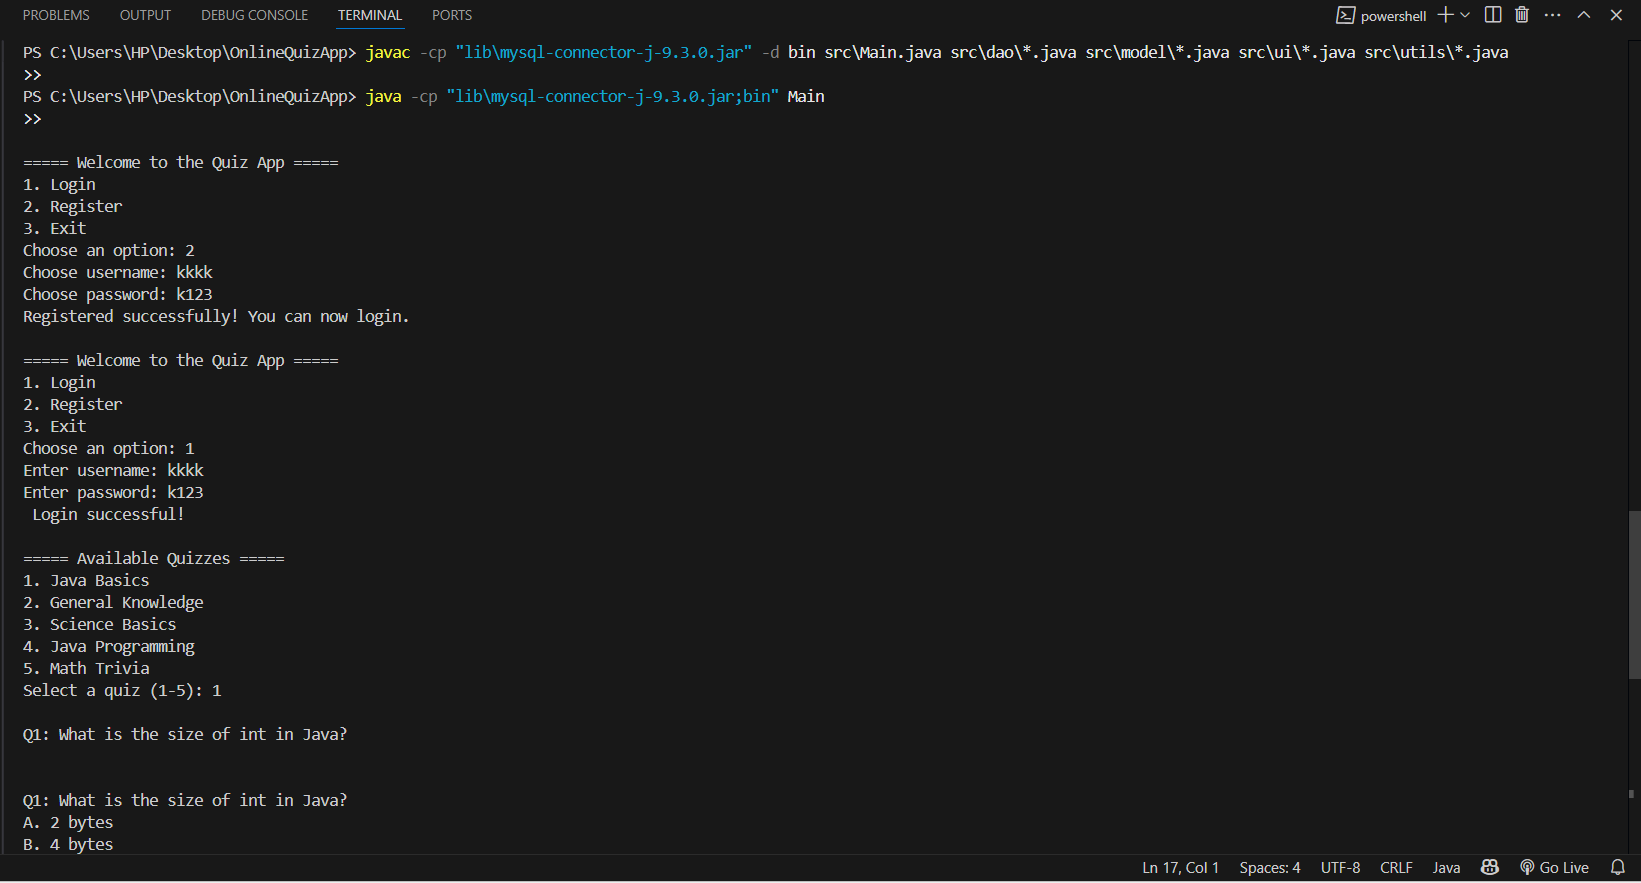 PROBLEMS OUTPUT DEBUG CONSOLE TERMINAL PORTS powershell
PS C:\Users\HP\Desktop\OnlineQuizApp> javac -cp "lib\mysql-connector-j-9.3.0.jar" -d bin src\Main.java src\dao\*.java src\model\*.java src\ui\*.java src\utils\*.java
>>
PS C:\Users\HP\Desktop\OnlineQuizApp> java -cp "lib\mysql-connector-j-9.3.0.jar;bin" Main
>>
===== Welcome to the Quiz App =====
1. Login
2. Register
3. Exit
Choose an option: 2
Choose username: kkkk
Choose password: k123
Registered successfully! You can now login.
===== Welcome to the Quiz App =====
1. Login
2. Register
3. Exit
Choose an option: 1
Enter username: kkkk
Enter password: k123
Login successful!
===== Available Quizzes =====
1. Java Basics
2. General Knowledge
3. Science Basics
4. Java Programming
5. Math Trivia
Select a quiz (1-5): 1
Q1: What is the size of int in Java?
Q1: What is the size of int in Java?
A. 2 bytes
B. 4 bytes
Ln 17, Col 1 Spaces: 4 UTF-8 CRLF Java Go Live